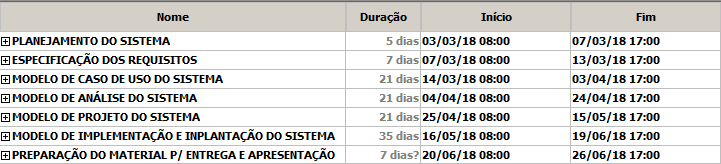 Nome Duração Início Fim
PLANEJAMENTO DO SISTEMA 5 dias 03/03/18 08:00 07/03/18 17:00
ESPECIFICAÇÃO DOS REQUISITOS 7 dias 07/03/18 08:00 13/03/18 17:00
MODELO DE CASO DE USO DO SISTEMA 21 dias 14/03/18 08:00 03/04/18 17:00
MODELO DE ANÁLISE DO SISTEMA 21 dias 04/04/18 08:00 24/04/18 17:00
MODELO DE PROJETO DO SISTEMA 21 dias 25/04/18 08:00 15/05/18 17:00
MODELO DE IMPLEMENTAÇÃO E INPLANTAÇÃO DO SISTEMA 35 dias 16/05/18 08:00 19/06/18 17:00
PREPARAÇÃO DO MATERIAL P/ ENTREGA E APRESENTAÇÃO 7 dias? 20/06/18 08:00 26/06/18 17:00